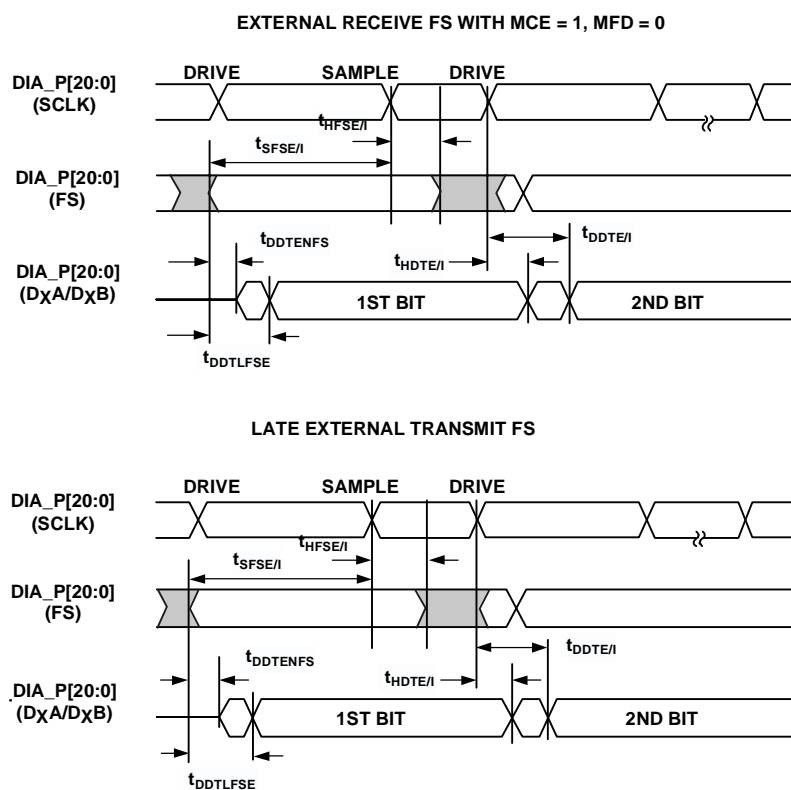 EXTERNAL RECEIVE FS WITH MCE = 1, MFD = 0
DRIVE SAMPLE DRIVE
DIA_P[20:0]
(SCLK)
tHFSE/I
tSFSE/I
DIA_P[20:0]
(FS)
tDDTE/I
tDDTENFS
tHDTE/I
DIA_P[20:0]
(DXA/DXB)
1ST BIT 2ND BIT
tDDTLFSE
LATE EXTERNAL TRANSMIT FS
DRIVE SAMPLE DRIVE
DIA_P[20:0]
(SCLK)
tHFSE/I
tSFSE/I
DIA_P[20:0]
(FS)
tDDTE/I
tDDTENFS
tHDTE/I
DIA_P[20:0]
(DXA/DXB)
1ST BIT 2ND BIT
tDDTLFSE